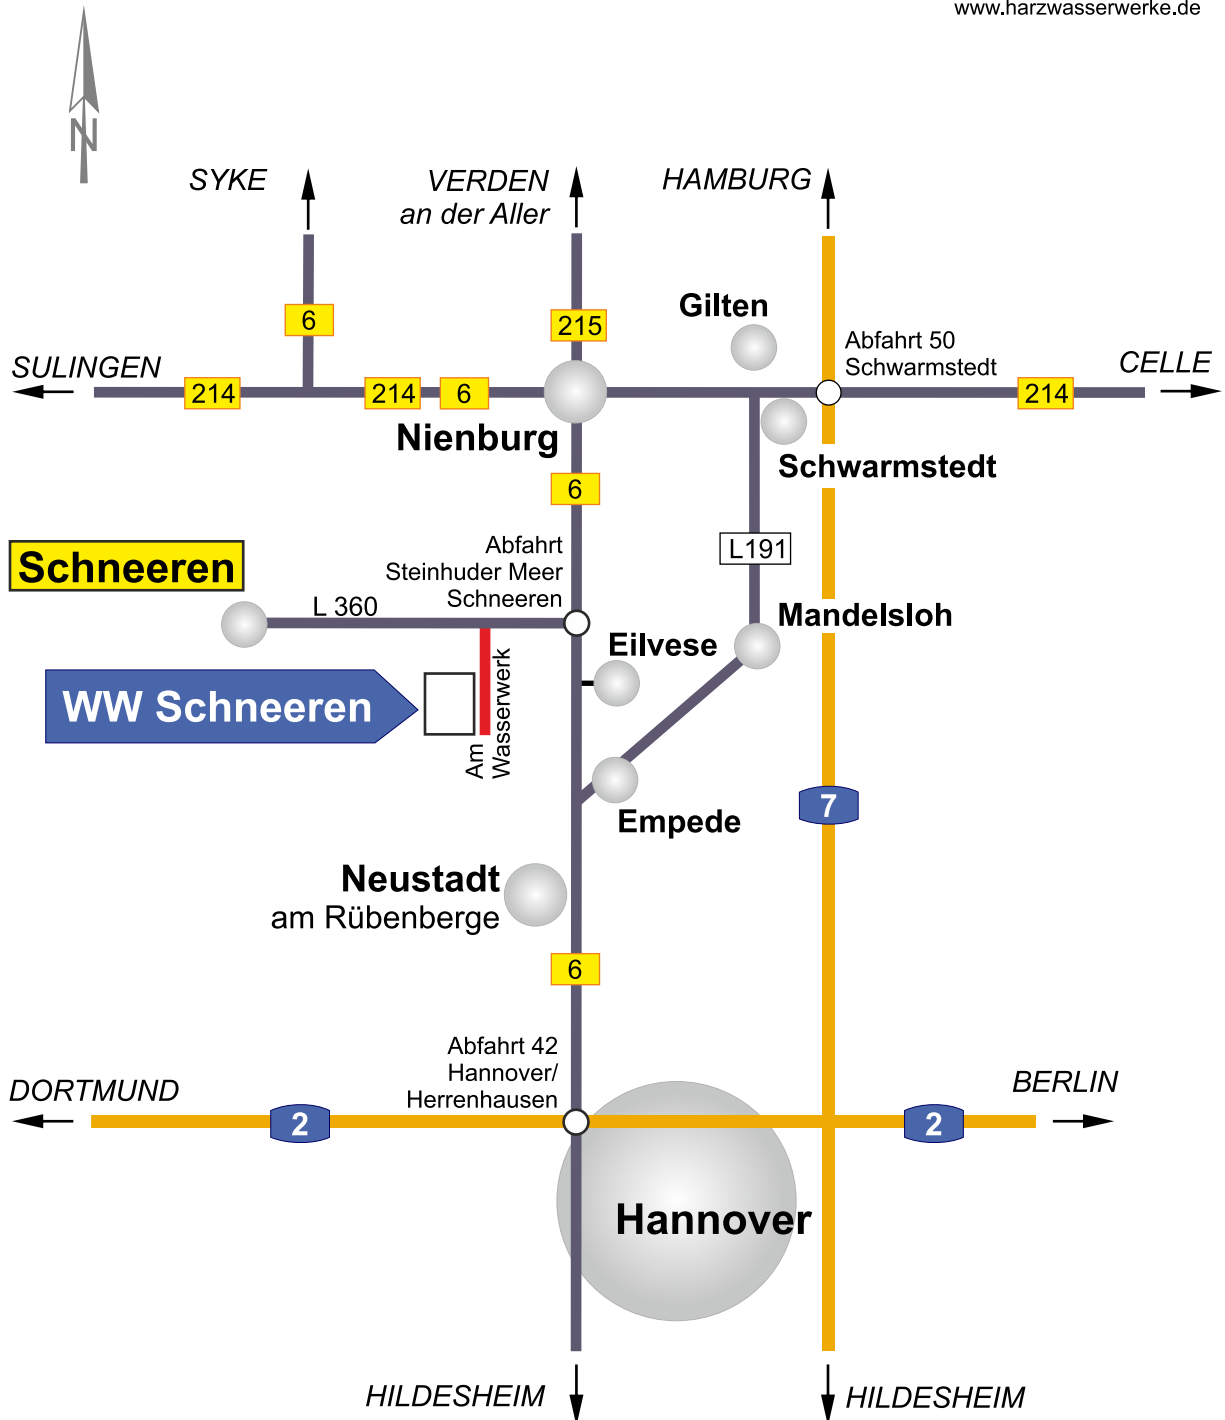 www.harzwasserwerke.de
N
SYKE
VERDEN
an der Aller
HAMBURG
6
215
Gilten
Abfahrt 50
Schwarmstedt
SULINGEN
CELLE
214
214
6
214
Nienburg
Schwarmstedt
6
Abfahrt
Steinhuder Meer
Schneeren
L191
Schneeren
L 360
Mandelsloh
Eilvese
WW Schneeren
Am
Wasserwerk
7
Empede
Neustadt
am Rübenberge
6
Abfahrt 42
Hannover/
Herrenhausen
DORTMUND
BERLIN
2
2
Hannover
HILDESHEIM
HILDESHEIM